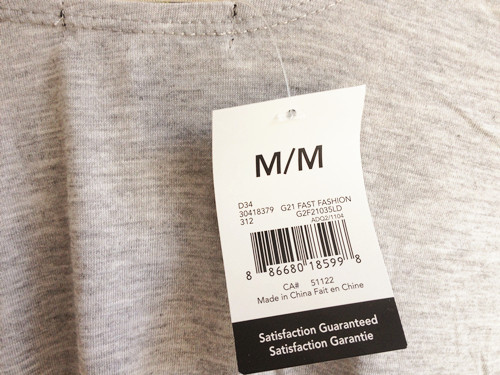 M/M
D34
30418379 G21 FAST FASHION
312 G2F21035LD
ADQ2/1104
8 86680 18599 8
CA# 51122
Made in China Fait en Chine
Satisfaction Guaranteed
Satisfaction Garantie